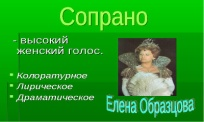 Сопрано
- высокий
женский голос.
Колоратурное
Лирическое
Драматическое
Елена Образцова